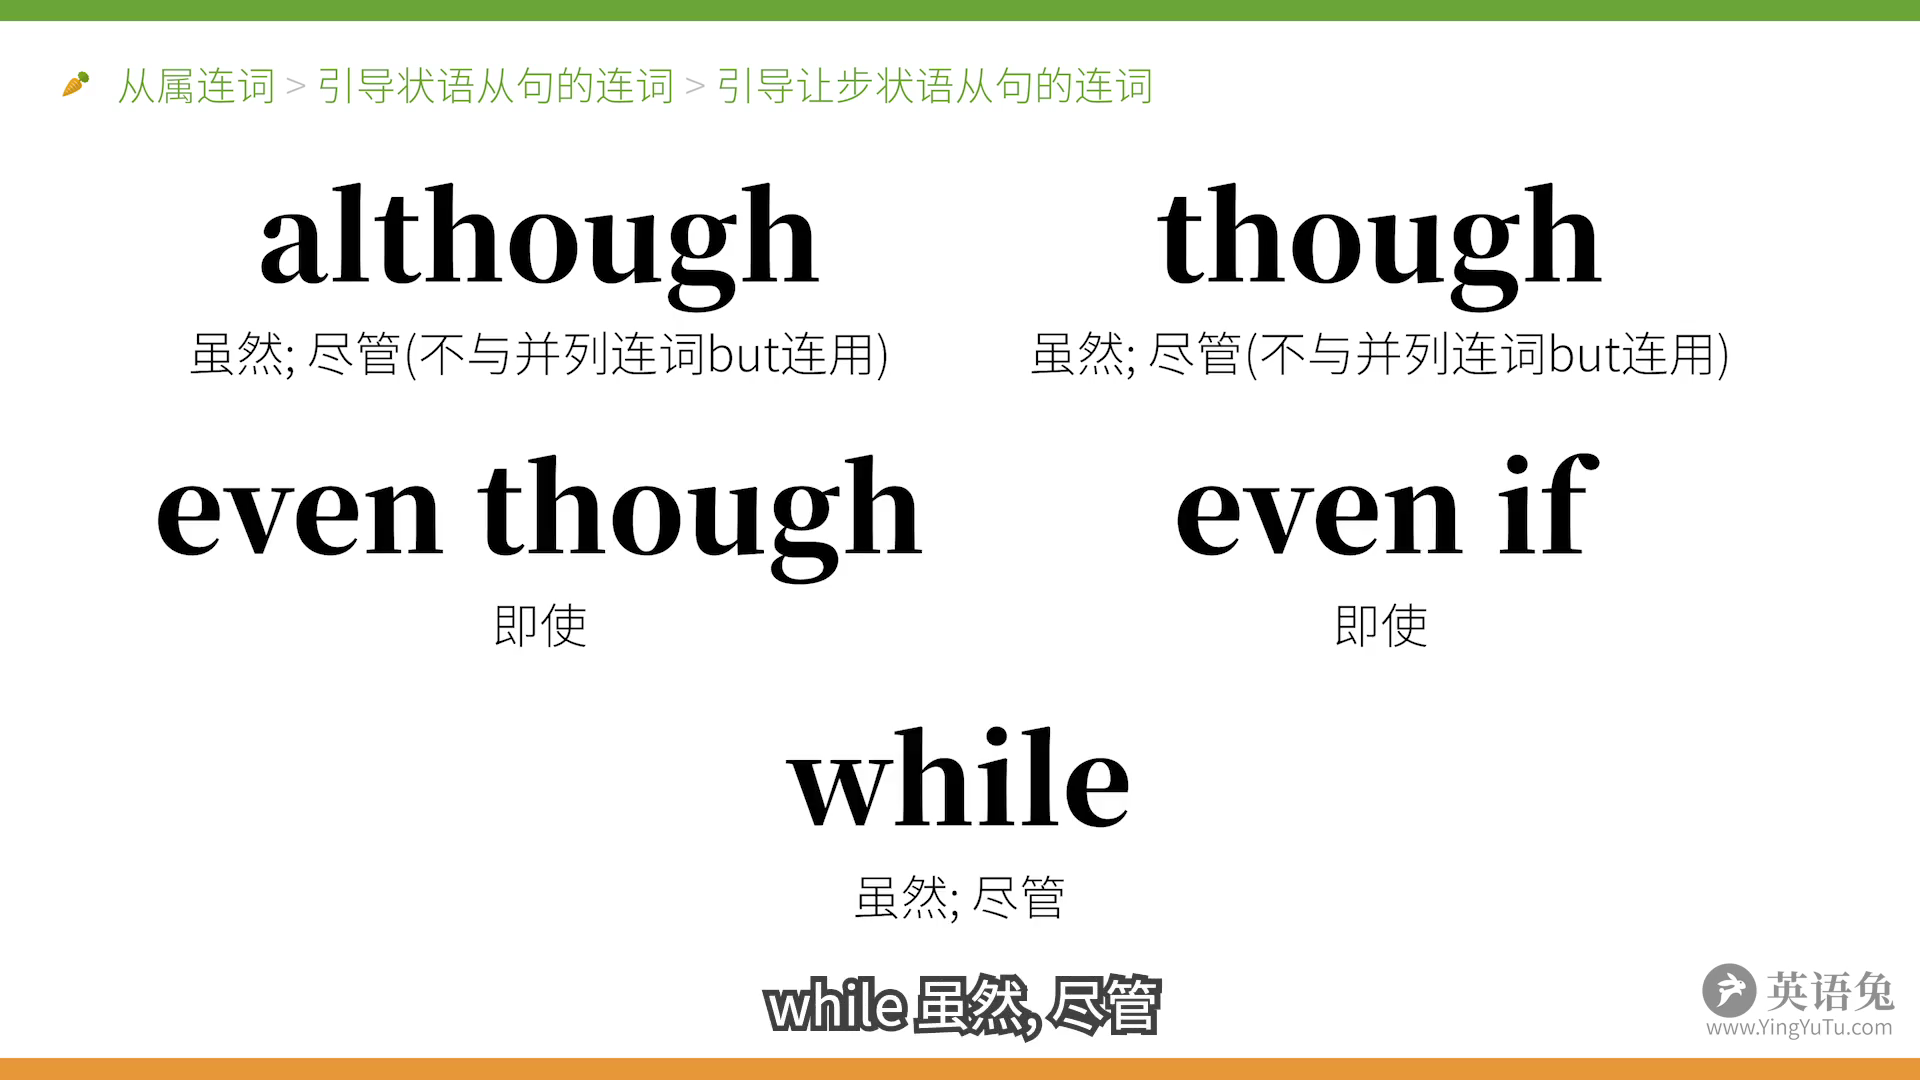 从属连词 > 引导状语从句的连词 > 引导让步状语从句的连词
although
though
虽然; 尽管(不与并列连词but连用)
虽然; 尽管(不与并列连词but连用)
even though
even if
即使
即使
while
虽然; 尽管
while 虽然, 尽管
英语兔
www.YingYuTu.com